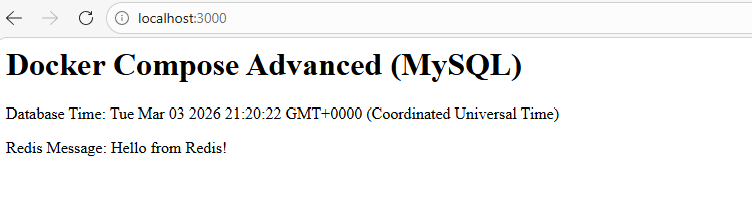 localhost:3000
Docker Compose Advanced (MySQL)
Database Time: Tue Mar 03 2026 21:20:22 GMT+0000 (Coordinated Universal Time)
Redis Message: Hello from Redis!